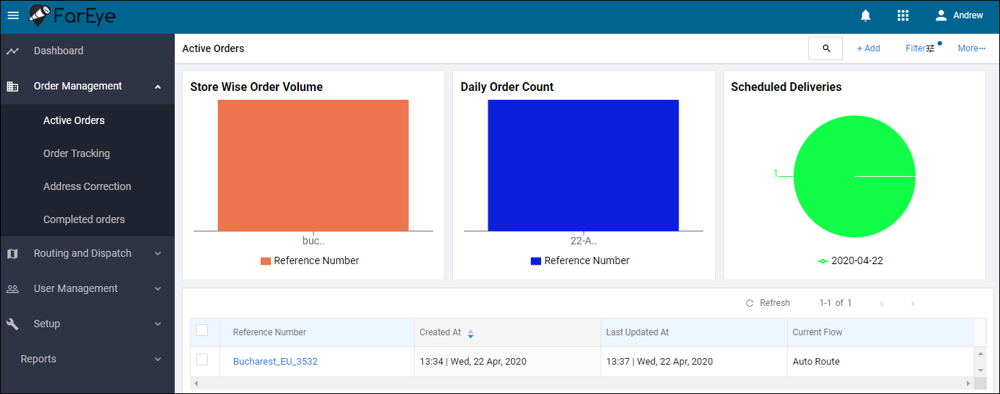 FarEye
Andrew
Dashboard
Order Management
Active Orders
Order Tracking
Address Correction
Completed orders
Routing and Dispatch
User Management
Setup
Reports
Active Orders
+ Add
Filter
More
Store Wise Order Volume
buc..
Reference Number
Daily Order Count
22-A..
Reference Number
Scheduled Deliveries
1
2020-04-22
Refresh 1-1 of 1
Reference Number Created At Last Updated At Current Flow
Bucharest_EU_3532 13:34 | Wed, 22 Apr, 2020 13:37 | Wed, 22 Apr, 2020 Auto Route